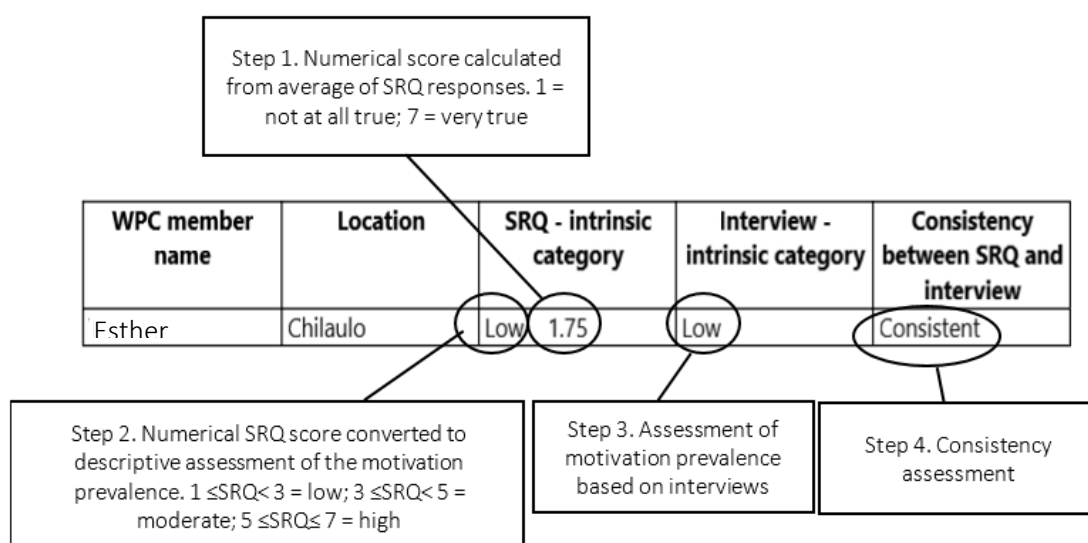 Step 1. Numerical score calculated
from average of SRQ responses. 1 =
not at all true; 7 = very true
WPC member
name
Location
SRQ - intrinsic
category
Interview -
intrinsic category
Consistency
between SRQ and
interview
Esther
Chilaulo
Low 1.75
Low
Consistent
Step 2. Numerical SRQ score converted to
descriptive assessment of the motivation
prevalence. 1 ≤SRQ< 3 = low; 3 ≤SRQ< 5 =
moderate; 5 ≤SRQ≤ 7 = high
Step 3. Assessment of
motivation prevalence
based on interviews
Step 4. Consistency
assessment